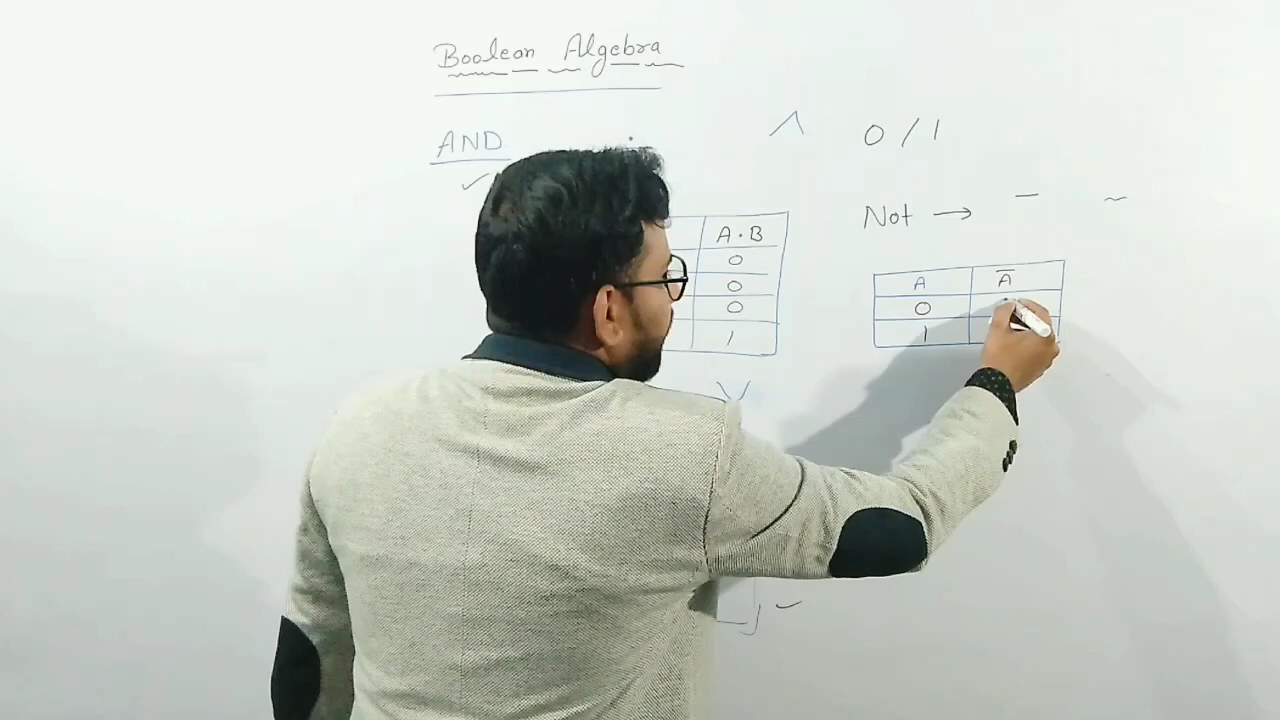 Boolean Algebra
AND . ∧ 0 / 1
Not → – ~
A·B
0
0
0
1
A Ā
0
1
∨